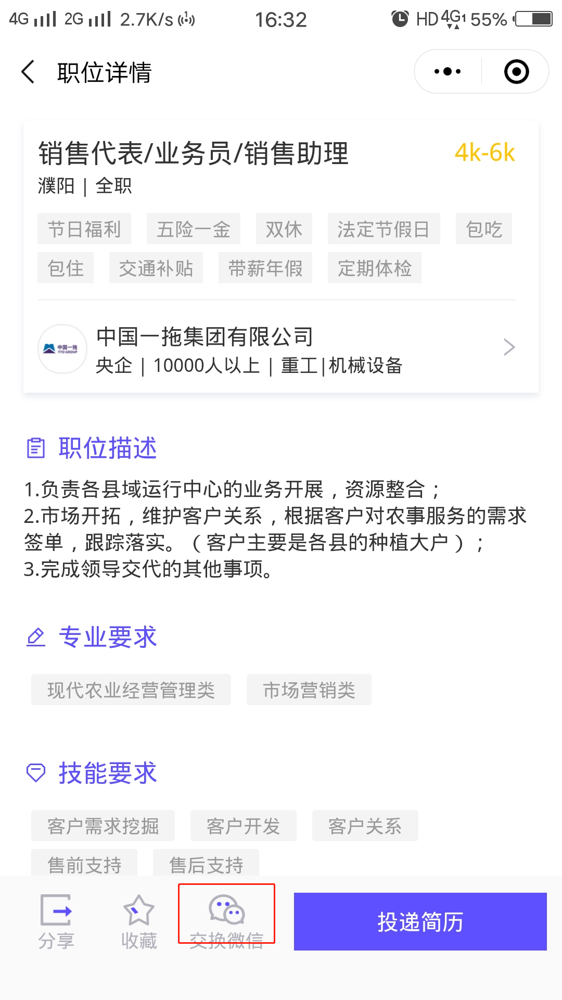 4G 2G 2.7K/s 16:32 HD 4G 1 55%
职位详情
销售代表/业务员/销售助理 4k-6k
濮阳 | 全职
节日福利 五险一金 双休 法定节假日 包吃
包住 交通补贴 带薪年假 定期体检
中国一拖集团有限公司
中国一拖
YTO GROUP
央企 | 10000人以上 | 重工|机械设备
职位描述
1.负责各县域运行中心的业务开展，资源整合；
2.市场开拓，维护客户关系，根据客户对农事服务的需求
签单，跟踪落实。（客户主要是各县的种植大户）；
3.完成领导交代的其他事项。
专业要求
现代农业经营管理类 市场营销类
技能要求
客户需求挖掘 客户开发 客户关系
售前支持 售后支持
分享 收藏 交换微信 投递简历